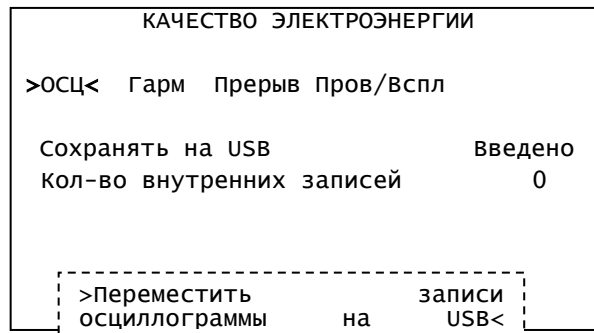 КАЧЕСТВО ЭЛЕКТРОЭНЕРГИИ
>ОСЦ< Гарм Прерыв Пров/Вспл
Сохранять на USB Введено
Кол-во внутренних записей 0
>Переместить записи
осциллограммы на USB<